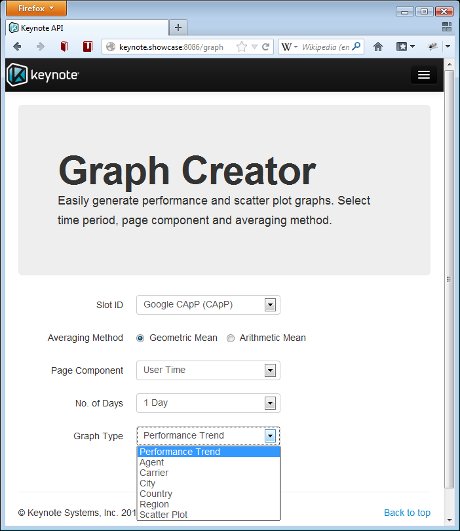 Firefox
Keynote API
keynote.showcase:8086/graph
Wikipedia (en
keynote
Graph Creator
Easily generate performance and scatter plot graphs. Select
time period, page component and averaging method.
Slot ID
Google CApP (CApP)
Averaging Method
Geometric Mean
Arithmetic Mean
Page Component
User Time
No. of Days
1 Day
Graph Type
Performance Trend
Performance Trend
Agent
Carrier
City
Country
Region
Scatter Plot
© Keynote Systems, Inc. 201
Back to top